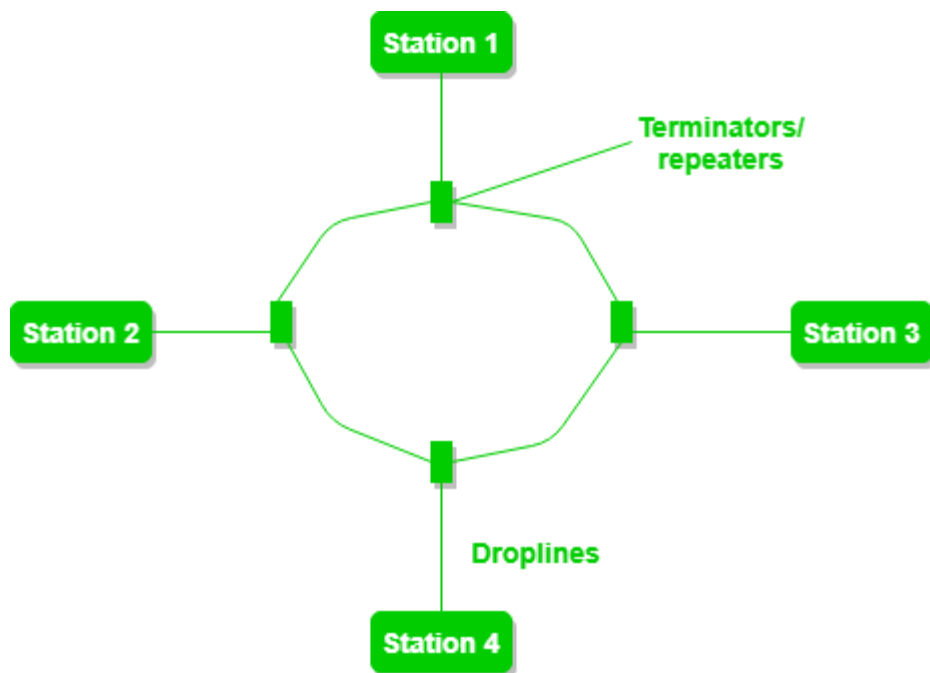 Station 1
Terminators/
repeaters
Station 2
Station 3
Droplines
Station 4